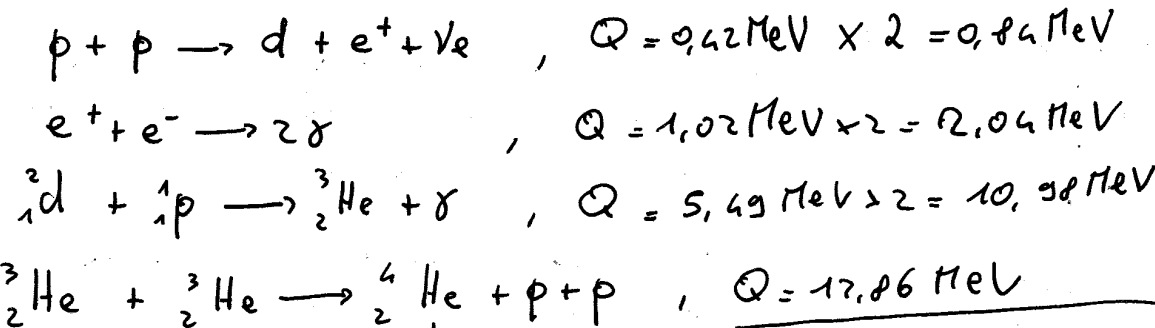 p + p → d + e⁺ + νe , Q = 0,42 MeV × 2 = 0,84 MeV
e⁺ + e⁻ → 2γ , Q = 1,02 MeV × 2 = 2,04 MeV
²₁d + ¹₁p → ³₂He + γ , Q = 5,49 MeV × 2 = 10,98 MeV
³₂He + ³₂He → ⁴₂He + p + p , Q = 12,86 MeV